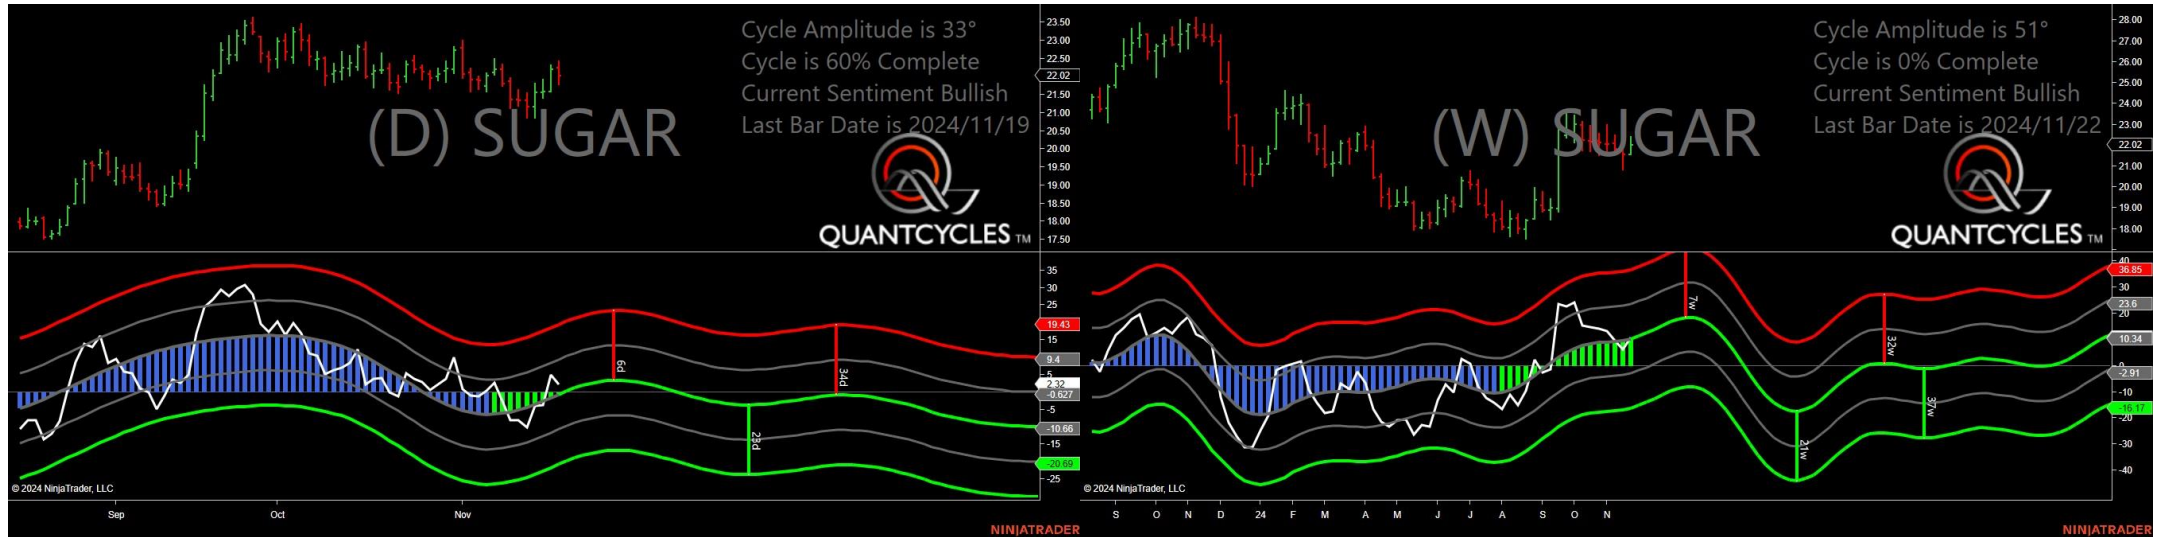 Cycle Amplitude is 33°
Cycle is 60% Complete
Current Sentiment Bullish
Last Bar Date is 2024/11/19
(D) SUGAR
QUANTCYCLES TM
23.50
23.00
22.50
22.02
21.50
21.00
20.50
20.00
19.50
19.00
18.50
18.00
17.50
35
30
25
19.43
15
9.4
5
2.32
-0.627
-5
-10.66
-15
-20.69
-25
6d
23d
34d
© 2024 NinjaTrader, LLC
Sep
Oct
Nov
NINJATRADER
Cycle Amplitude is 51°
Cycle is 0% Complete
Current Sentiment Bullish
Last Bar Date is 2024/11/22
(W) SUGAR
QUANTCYCLES TM
28.00
27.00
26.00
25.00
24.00
23.00
22.02
21.00
20.00
19.00
18.00
40
36.85
30
23.6
20
10.34
0
-2.91
-10
-16.17
-20
-30
-40
7w
21w
32w
37w
© 2024 NinjaTrader, LLC
S
O
N
D
24
F
M
A
M
J
J
A
S
O
N
NINJATRADER